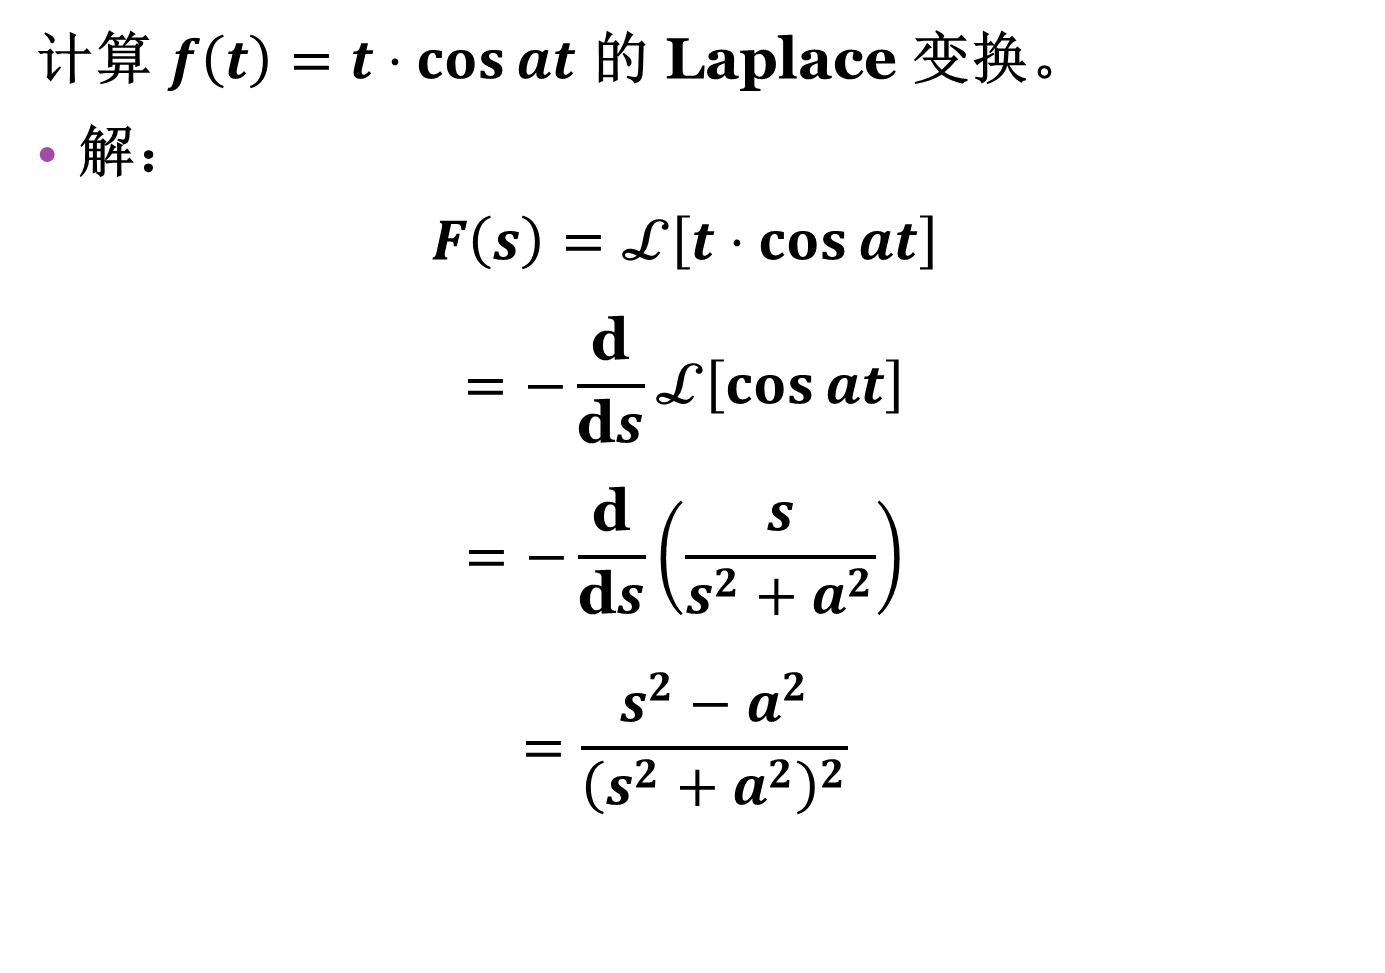 计算 f(t) = t · cos at 的 Laplace 变换。
• 解：
F(s) = ℒ[t · cos at]
= − d/ds ℒ[cos at]
= − d/ds (s/(s² + a²))
= (s² − a²)/(s² + a²)²